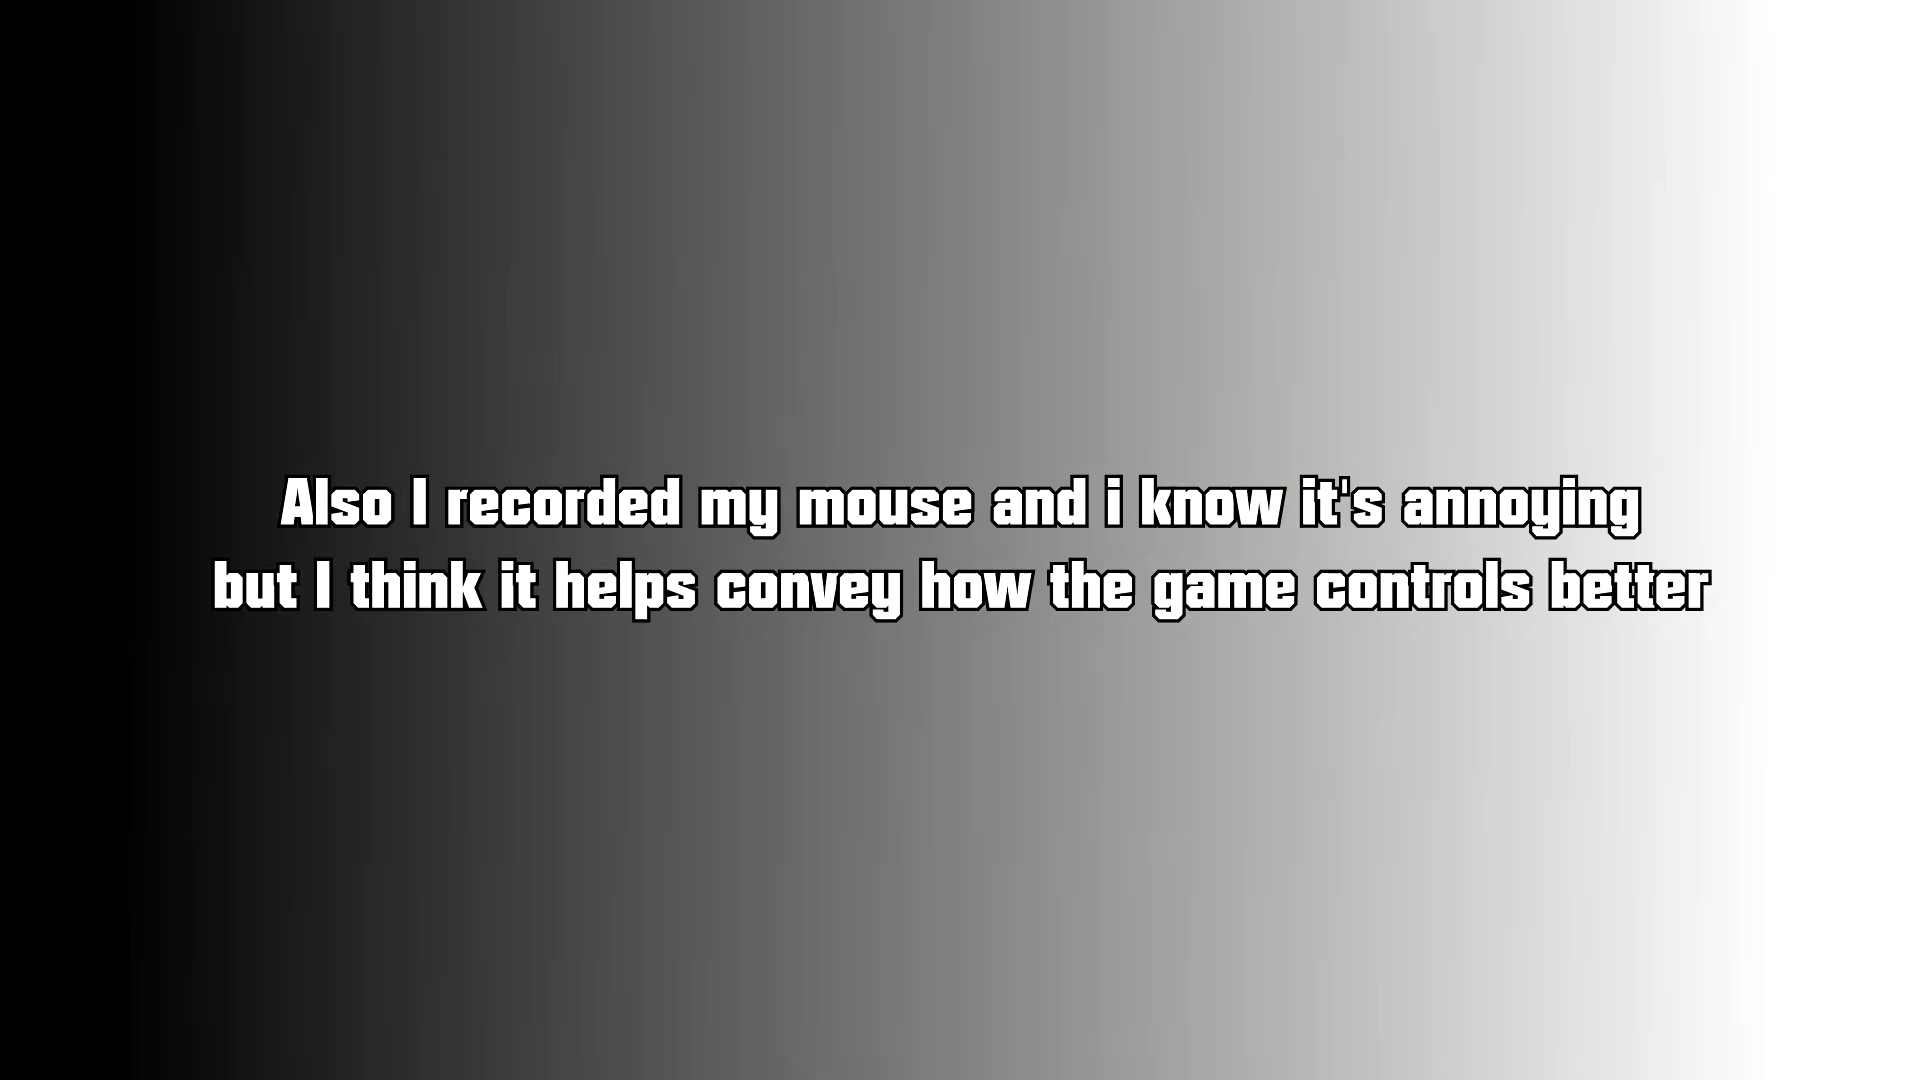 Also I recorded my mouse and i know it's annoying
but I think it helps convey how the game controls better